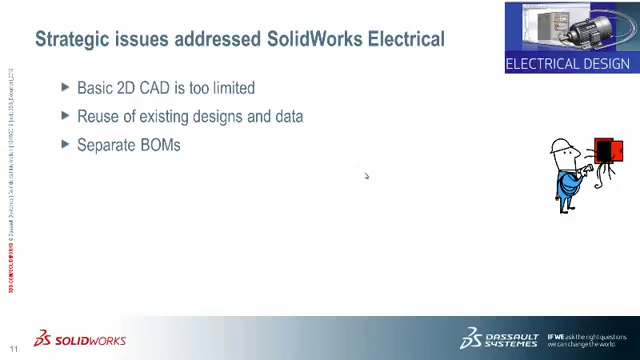 Strategic issues addressed SolidWorks Electrical
ELECTRICAL DESIGN
Basic 2D CAD is too limited
Reuse of existing designs and data
Separate BOMs
11
SOLIDWORKS
DASSAULT
SYSTEMES
IF WE ask the right questions
we can change the world.